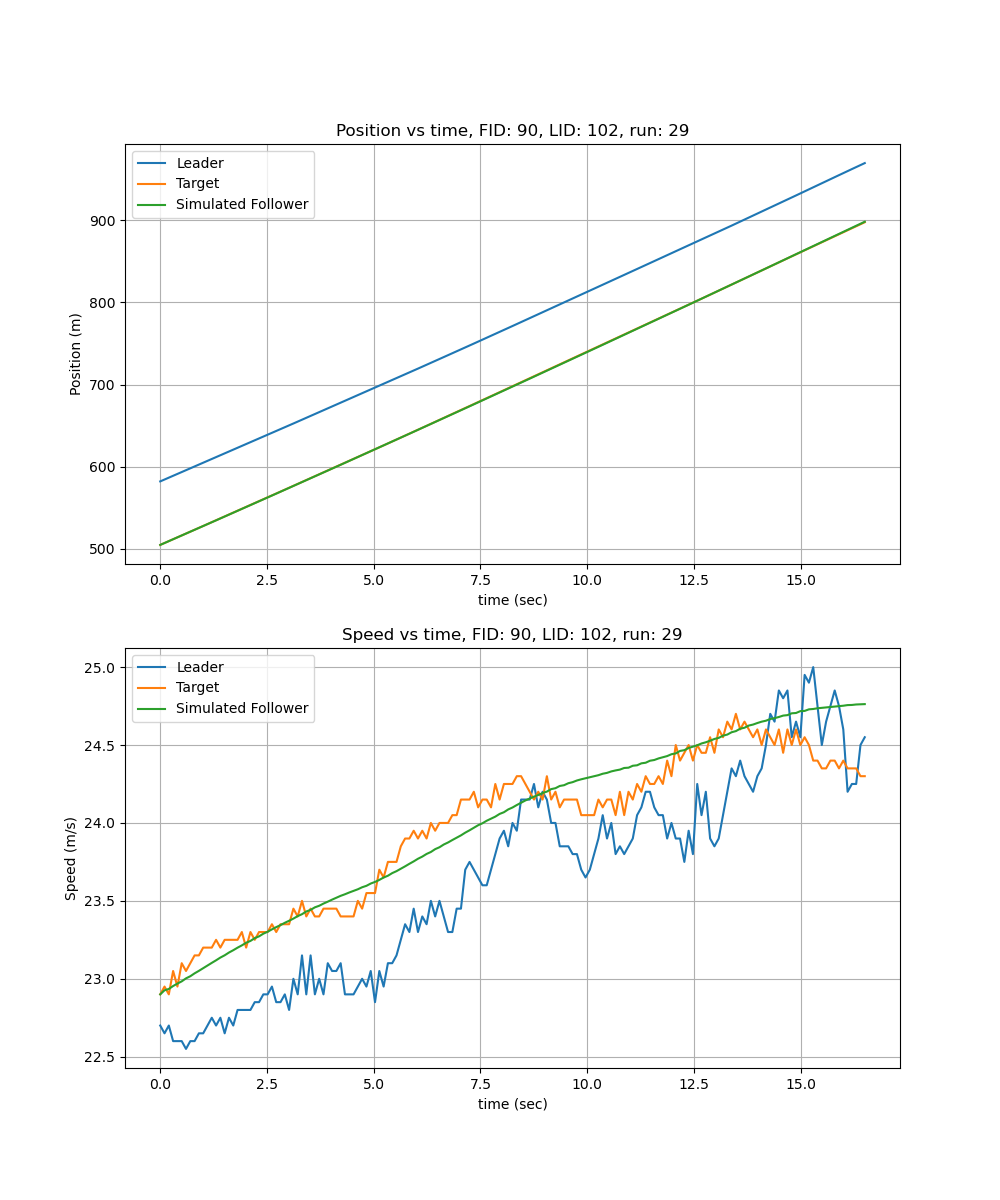 Position vs time, FID: 90, LID: 102, run: 29
Leader
Target
Simulated Follower
900
800
700
600
500
Position (m)
0.0 2.5 5.0 7.5 10.0 12.5 15.0
time (sec)
Speed vs time, FID: 90, LID: 102, run: 29
Leader
Target
Simulated Follower
25.0
24.5
24.0
23.5
23.0
22.5
Speed (m/s)
0.0 2.5 5.0 7.5 10.0 12.5 15.0
time (sec)